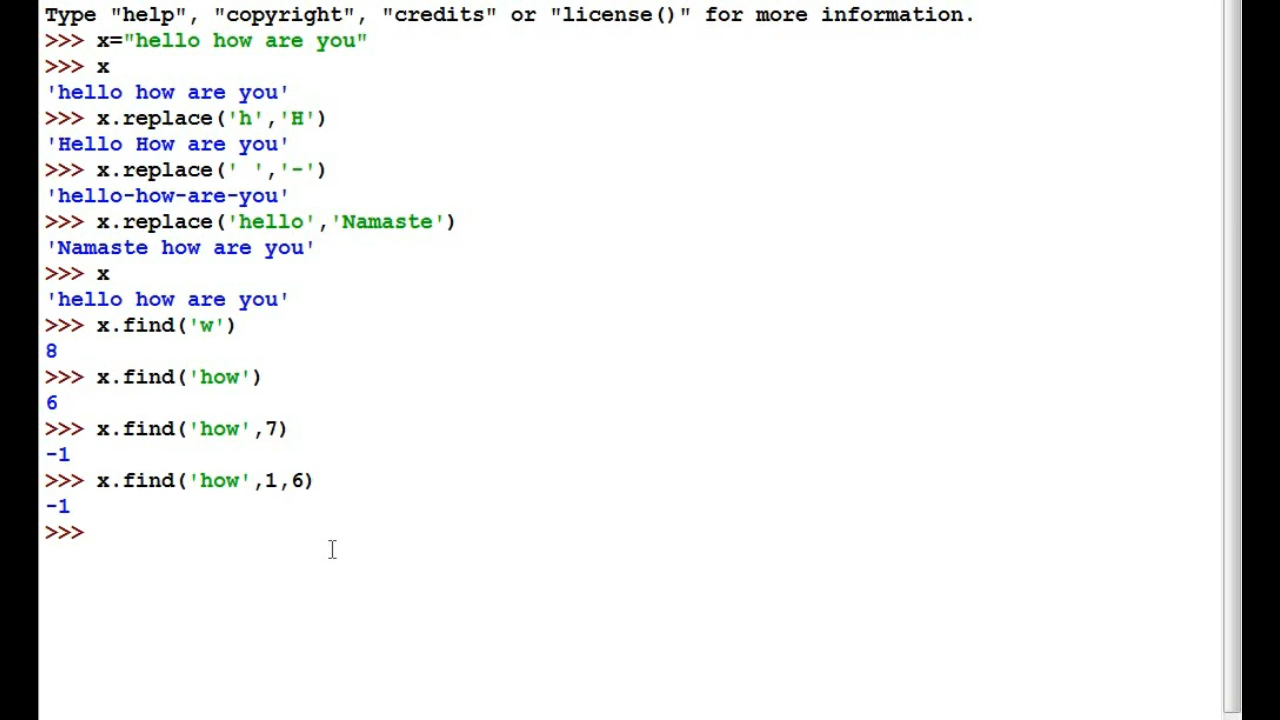 Type "help", "copyright", "credits" or "license()" for more information.
>>> x="hello how are you"
>>> x
'hello how are you'
>>> x.replace('h','H')
'Hello How are you'
>>> x.replace(' ','-')
'hello-how-are-you'
>>> x.replace('hello','Namaste')
'Namaste how are you'
>>> x
'hello how are you'
>>> x.find('w')
8
>>> x.find('how')
6
>>> x.find('how',7)
-1
>>> x.find('how',1,6)
-1
>>>